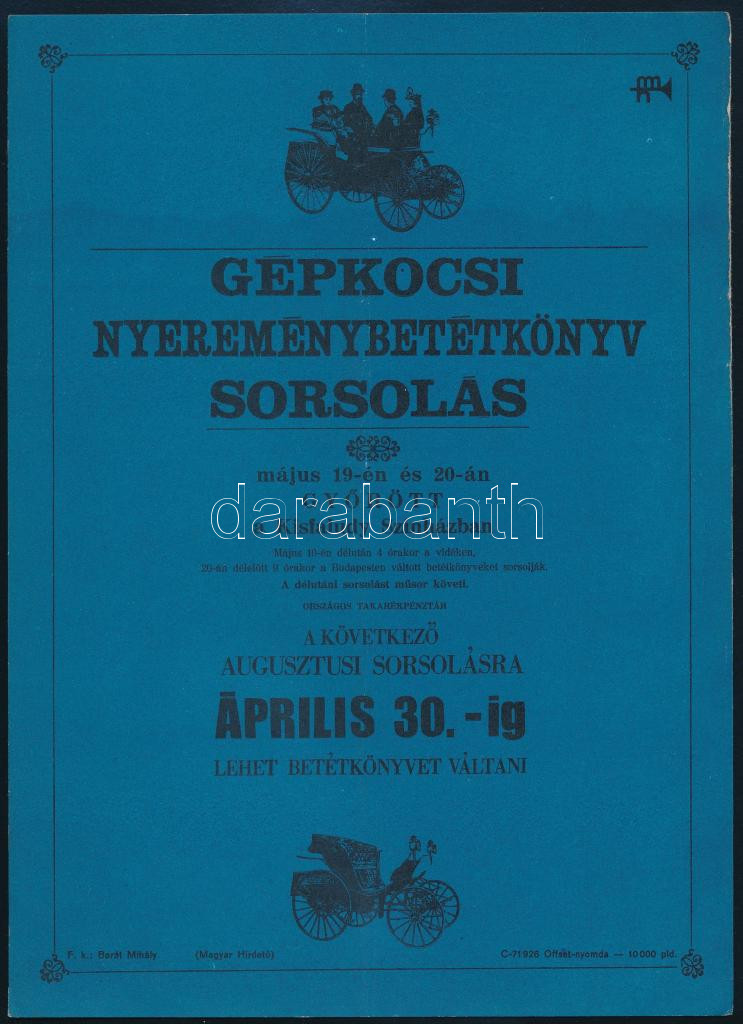 GÉPKOCSI
NYEREMÉNYBETÉTKÖNYV
SORSOLÁS
május 19-én és 20-án
GYŐRÖTT
a Kisfaludy Színházban
darabanth
Május 19-én délután 4 órakor a vidéken,
20-án délelőtt 9 órakor a Budapesten váltott betétkönyveket sorsolják.
A délutáni sorsolást műsor követi.
ORSZÁGOS TAKARÉKPÉNZTÁR
A KÖVETKEZŐ
AUGUSZTUSI SORSOLÁSRA
ÁPRILIS 30.-ig
LEHET BETÉTKÖNYVET VÁLTANI
F. k.: Barát Mihály (Magyar Hirdető) C-71926 Offset-nyomda — 10 000 pld.